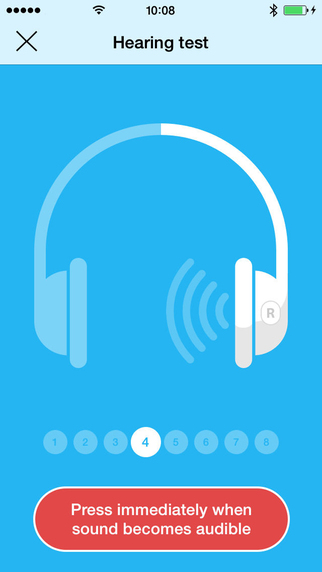 10:08
Hearing test
R
1 2 3 4 5 6 7 8
Press immediately when
sound becomes audible